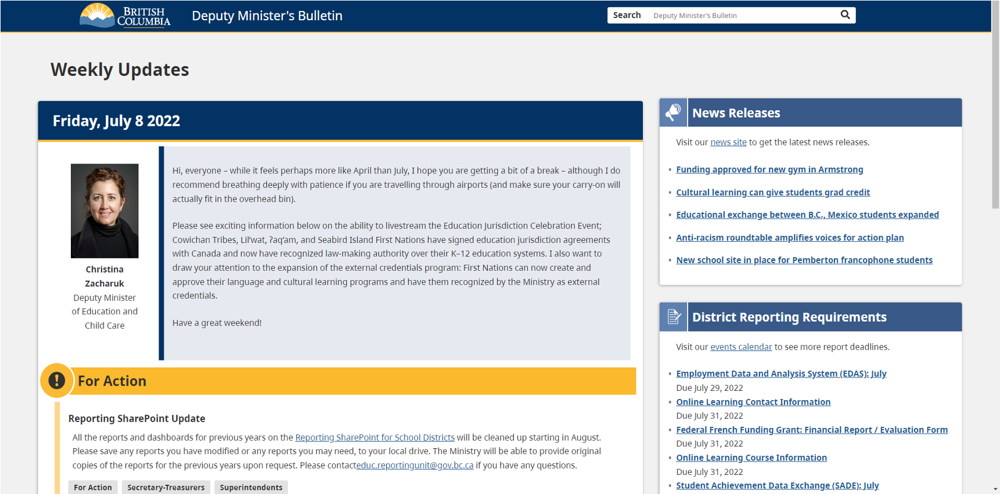 BRITISH
COLUMBIA
Deputy Minister's Bulletin
Search
Deputy Minister's Bulletin
Weekly Updates
Friday, July 8 2022
Christina
Zacharuk
Deputy Minister
of Education and
Child Care
Hi, everyone – while it feels perhaps more like April than July, I hope you are getting a bit of a break – although I do
recommend breathing deeply with patience if you are travelling through airports (and make sure your carry-on will
actually fit in the overhead bin).
Please see exciting information below on the ability to livestream the Education Jurisdiction Celebration Event;
Cowichan Tribes, Lil'wat, ʔaq'am, and Seabird Island First Nations have signed education jurisdiction agreements
with Canada and now have recognized law-making authority over their K–12 education systems. I also want to
draw your attention to the expansion of the external credentials program: First Nations can now create and
approve their language and cultural learning programs and have them recognized by the Ministry as external
credentials.
Have a great weekend!
For Action
Reporting SharePoint Update
All the reports and dashboards for previous years on the Reporting SharePoint for School Districts will be cleaned up starting in August.
Please save any reports you have modified or any reports you may need, to your local drive. The Ministry will be able to provide original
copies of the reports for the previous years upon request. Please contacteduc.reportingunit@gov.bc.ca if you have any questions.
For Action
Secretary-Treasurers
Superintendents
News Releases
Visit our news site to get the latest news releases.
Funding approved for new gym in Armstrong
Cultural learning can give students grad credit
Educational exchange between B.C., Mexico students expanded
Anti-racism roundtable amplifies voices for action plan
New school site in place for Pemberton francophone students
District Reporting Requirements
Visit our events calendar to see more report deadlines.
Employment Data and Analysis System (EDAS): July
Due July 29, 2022
Online Learning Contact Information
Due July 31, 2022
Federal French Funding Grant: Financial Report / Evaluation Form
Due July 31, 2022
Online Learning Course Information
Due July 31, 2022
Student Achievement Data Exchange (SADE): July